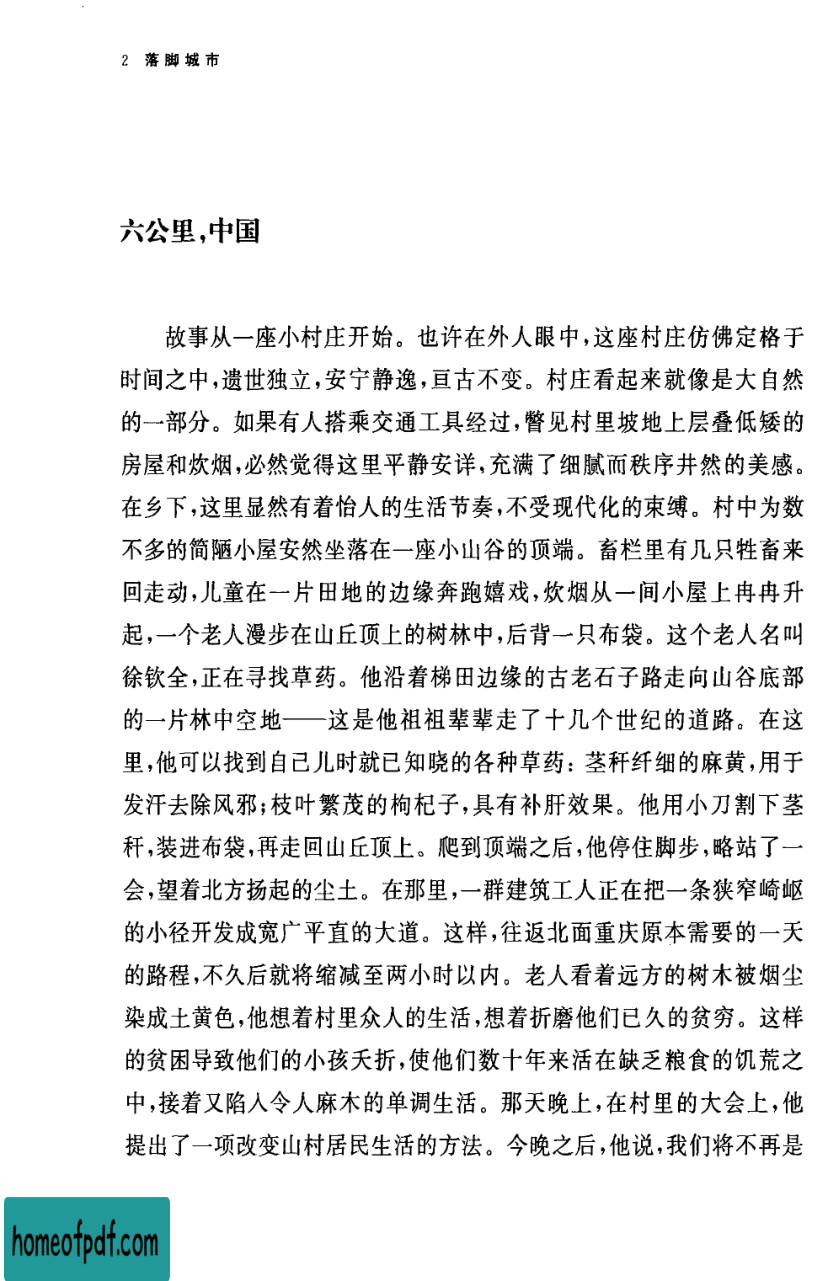 2 落脚城市
六公里,中国
故事从一座小村庄开始。也许在外人眼中,这座村庄仿佛定格于
时间之中,遗世独立,安宁静逸,亘古不变。村庄看起来就像是大自然
的一部分。如果有人搭乘交通工具经过,瞥见村里坡地上层叠低矮的
房屋和炊烟,必然觉得这里平静安详,充满了细腻而秩序井然的美感。
在乡下,这里显然有着怡人的生活节奏,不受现代化的束缚。村中为数
不多的简陋小屋安然坐落在一座小山谷的顶端。畜栏里有几只牲畜来
回走动,儿童在一片田地的边缘奔跑嬉戏,炊烟从一间小屋上冉冉升
起,一个老人漫步在山丘顶上的树林中,后背一只布袋。这个老人名叫
徐钦全,正在寻找草药。他沿着梯田边缘的古老石子路走向山谷底部
的一片林中空地——这是他祖祖辈辈走了十几个世纪的道路。在这
里,他可以找到自己儿时就已知晓的各种草药:茎秆纤细的麻黄,用于
发汗去除风邪;枝叶繁茂的枸杞子,具有补肝效果。他用小刀割下茎
秆,装进布袋,再走回山丘顶上。爬到顶端之后,他停住脚步,略站了一
会,望着北方扬起的尘土。在那里,一群建筑工人正在把一条狭窄崎岖
的小径开发成宽广平直的大道。这样,往返北面重庆原本需要的一天
的路程,不久后就将缩减至两小时以内。老人看着远方的树木被烟尘
染成土黄色,他想着村里众人的生活,想着折磨他们已久的贫穷。这样
的贫困导致他们的小孩夭折,使他们数十年来活在缺乏粮食的饥荒之
中,接着又陷入令人麻木的单调生活。那天晚上,在村里的大会上,他
提出了一项改变山村居民生活的方法。今晚之后,他说,我们将不再是
homeofpdf.com